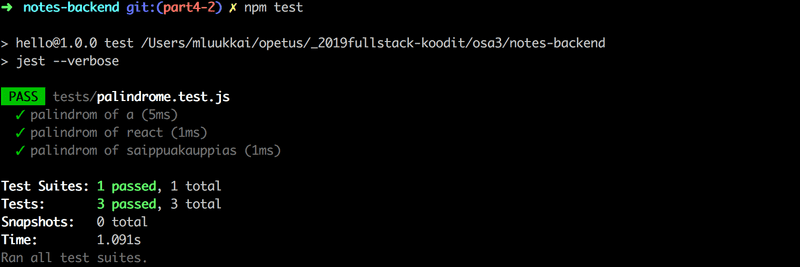 ➜ notes-backend git:(part4-2) ✗ npm test
> hello@1.0.0 test /Users/mluukkai/opetus/_2019fullstack-koodit/osa3/notes-backend
> jest --verbose
PASS tests/palindrome.test.js
✓ palindrom of a (5ms)
✓ palindrom of react (1ms)
✓ palindrom of saippuakauppias (1ms)
Test Suites: 1 passed, 1 total
Tests: 3 passed, 3 total
Snapshots: 0 total
Time: 1.091s
Ran all test suites.